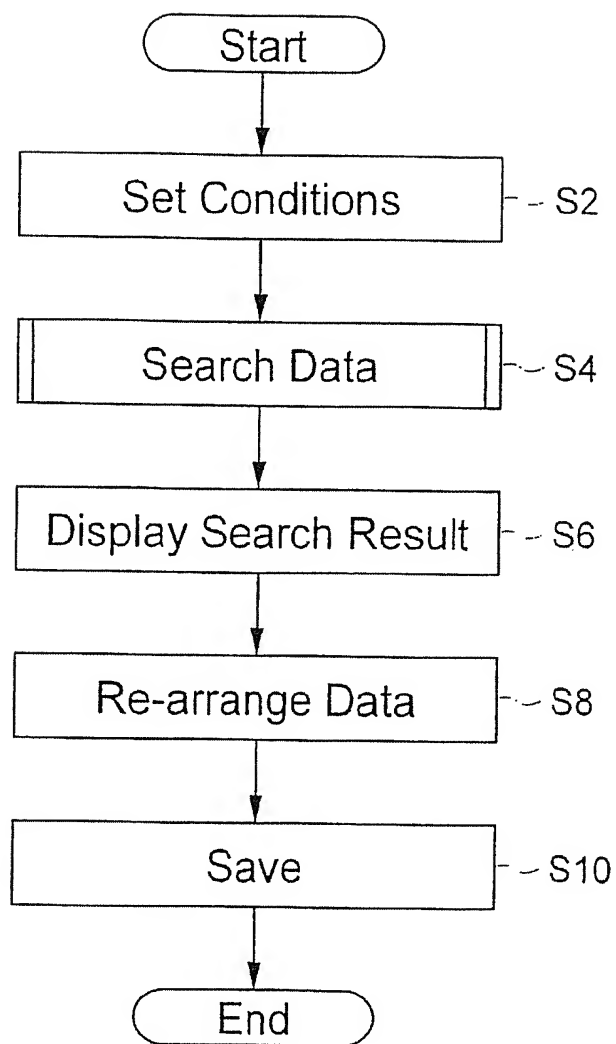 Start
Set Conditions S2
Search Data S4
Display Search Result S6
Re-arrange Data S8
Save S10
End